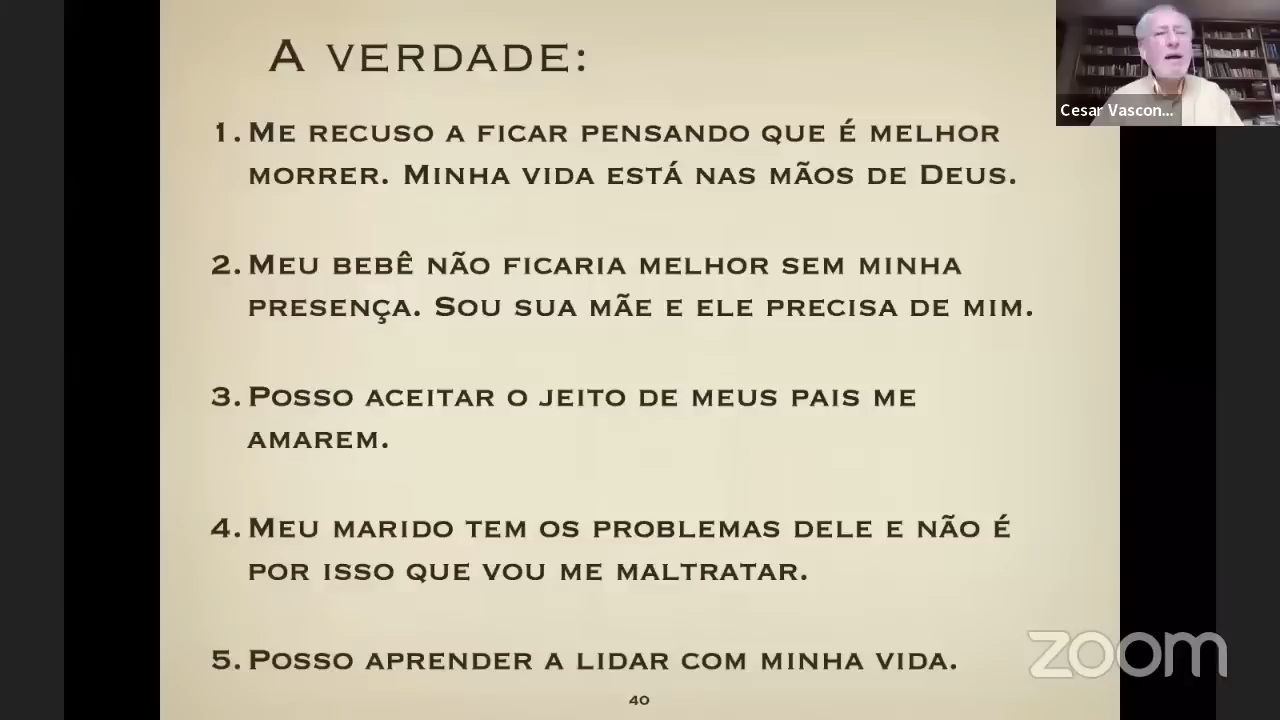 A VERDADE:
1. ME RECUSO A FICAR PENSANDO QUE É MELHOR
MORRER. MINHA VIDA ESTÁ NAS MÃOS DE DEUS.
2. MEU BEBÊ NÃO FICARIA MELHOR SEM MINHA
PRESENÇA. SOU SUA MÃE E ELE PRECISA DE MIM.
3. POSSO ACEITAR O JEITO DE MEUS PAIS ME
AMAREM.
4. MEU MARIDO TEM OS PROBLEMAS DELE E NÃO É
POR ISSO QUE VOU ME MALTRATAR.
5. POSSO APRENDER A LIDAR COM MINHA VIDA.
40
Cesar Vascon...
zoom